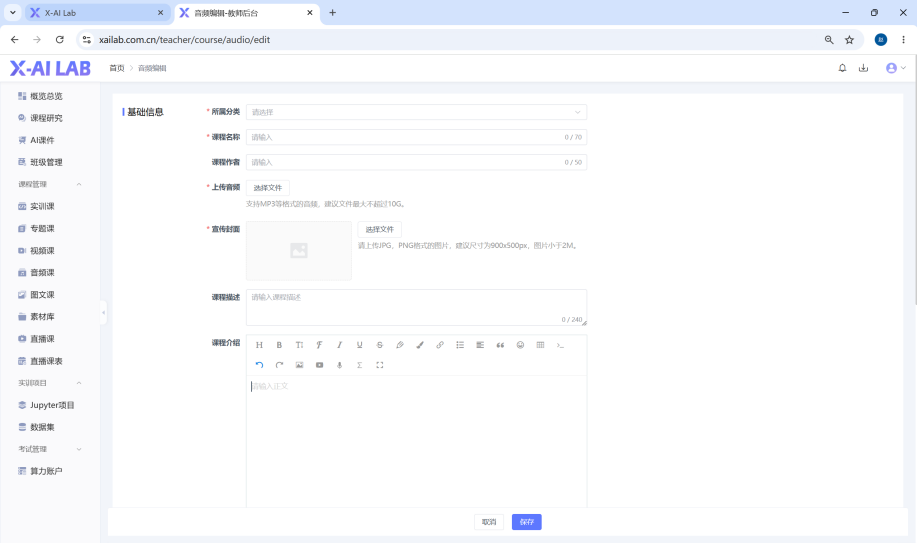 X-AI Lab
音频编辑-教师后台
xailab.com.cn/teacher/course/audio/edit
X-AI LAB
首页 > 音频编辑
概览总览
课程研究
AI课件
班级管理
课程管理
实训课
专题课
视频课
音频课
图文课
素材库
直播课
直播课表
实训项目
Jupyter项目
数据集
考试管理
算力账户
基础信息
* 所属分类 请选择
* 课程名称 请输入 0 / 70
课程作者 请输入 0 / 50
* 上传音频 选择文件
支持MP3等格式的音频，建议文件最大不超过10G。
* 宣传封面 选择文件
请上传JPG，PNG格式的图片，建议尺寸为900x500px，图片小于2M。
课程描述 请输入课程描述
0 / 240
课程介绍
请输入正文
取消 保存